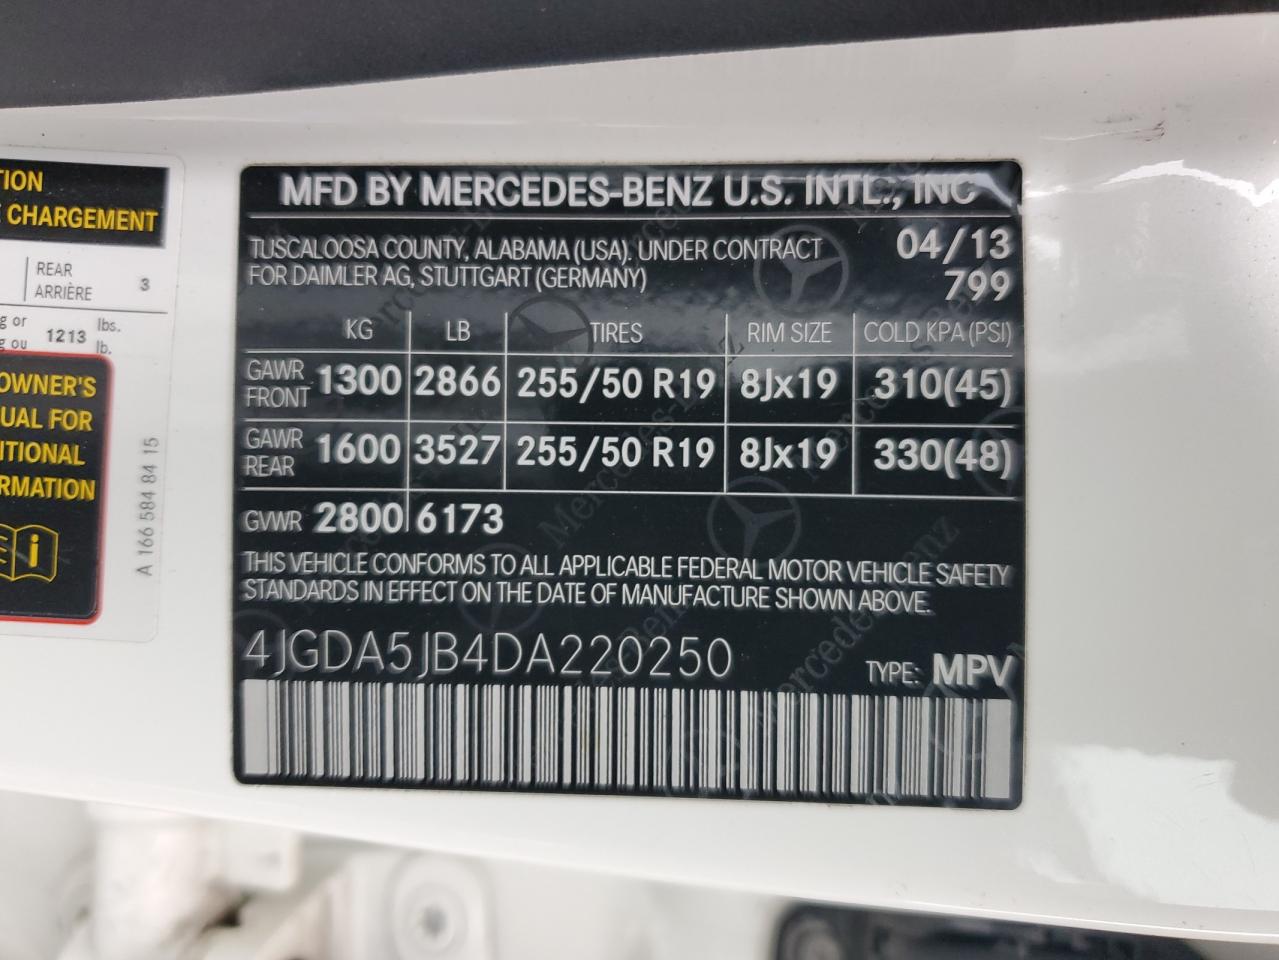 TION
E CHARGEMENT
REAR
ARRIÈRE 3
g or 1213 lbs.
g ou lb.
OWNER'S
UAL FOR
ITIONAL
RMATION
A 166 584 84 15
MFD BY MERCEDES-BENZ U.S. INTL., INC
TUSCALOOSA COUNTY, ALABAMA (USA). UNDER CONTRACT 04/13
FOR DAIMLER AG, STUTTGART (GERMANY) 799
KG LB TIRES RIM SIZE COLD KPA (PSI)
GAWR FRONT 1300 2866 255/50 R19 8Jx19 310(45)
GAWR REAR 1600 3527 255/50 R19 8Jx19 330(48)
GVWR 2800 6173
THIS VEHICLE CONFORMS TO ALL APPLICABLE FEDERAL MOTOR VEHICLE SAFETY
STANDARDS IN EFFECT ON THE DATE OF MANUFACTURE SHOWN ABOVE.
4JGDA5JB4DA220250 TYPE: MPV